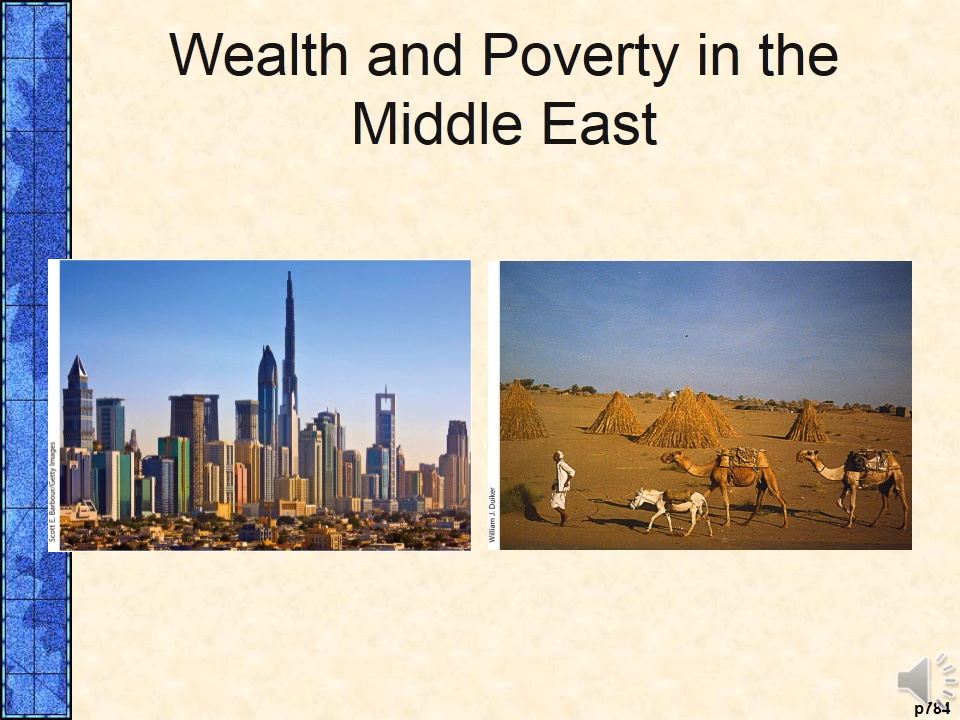 Wealth and Poverty in the
Middle East
Scott E. Barbour/Getty Images
William J. Duiker
p784